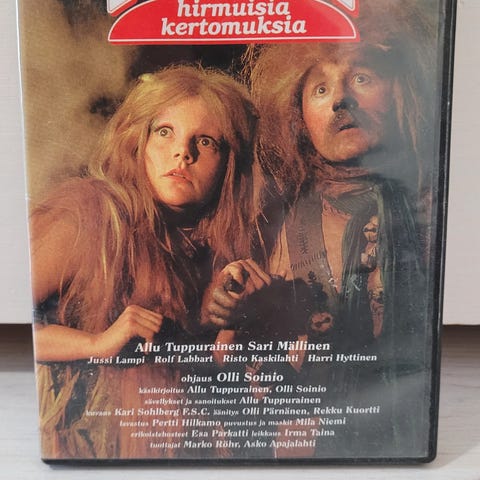 hirmuisia
kertomuksia
Allu Tuppurainen Sari Mällinen
Jussi Lampi Rolf Labbart Risto Kaskilahti Harri Hyttinen
ohjaus Olli Soinio
käsikirjoitus Allu Tuppurainen, Olli Soinio
sävellykset ja sanoitukset Allu Tuppurainen
kuvaus Kari Sohlberg F.S.C. äänitys Olli Pärnänen, Rekku Kuortti
lavastus Pertti Hilkamo puvustus ja maskit Mila Niemi
erikoistehosteet Esa Parkatti leikkaus Irma Taina
tuottajat Marko Röhr, Asko Apajalahti